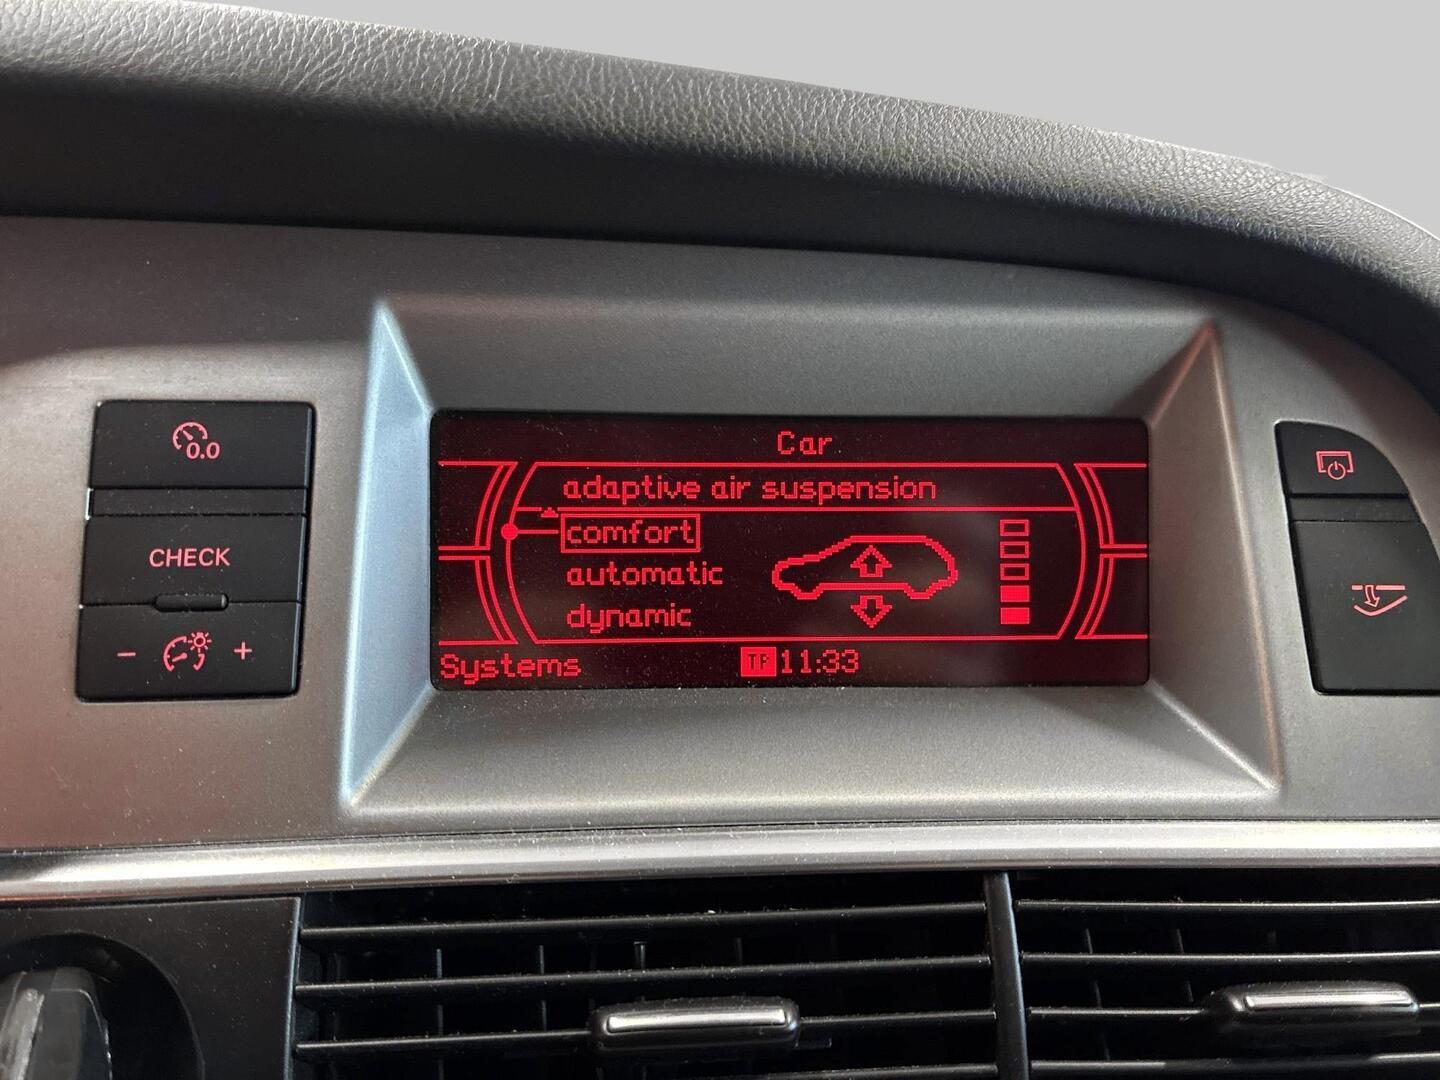 Car
adaptive air suspension
comfort
automatic
dynamic
Systems TP 11:33
0.0
CHECK
- +